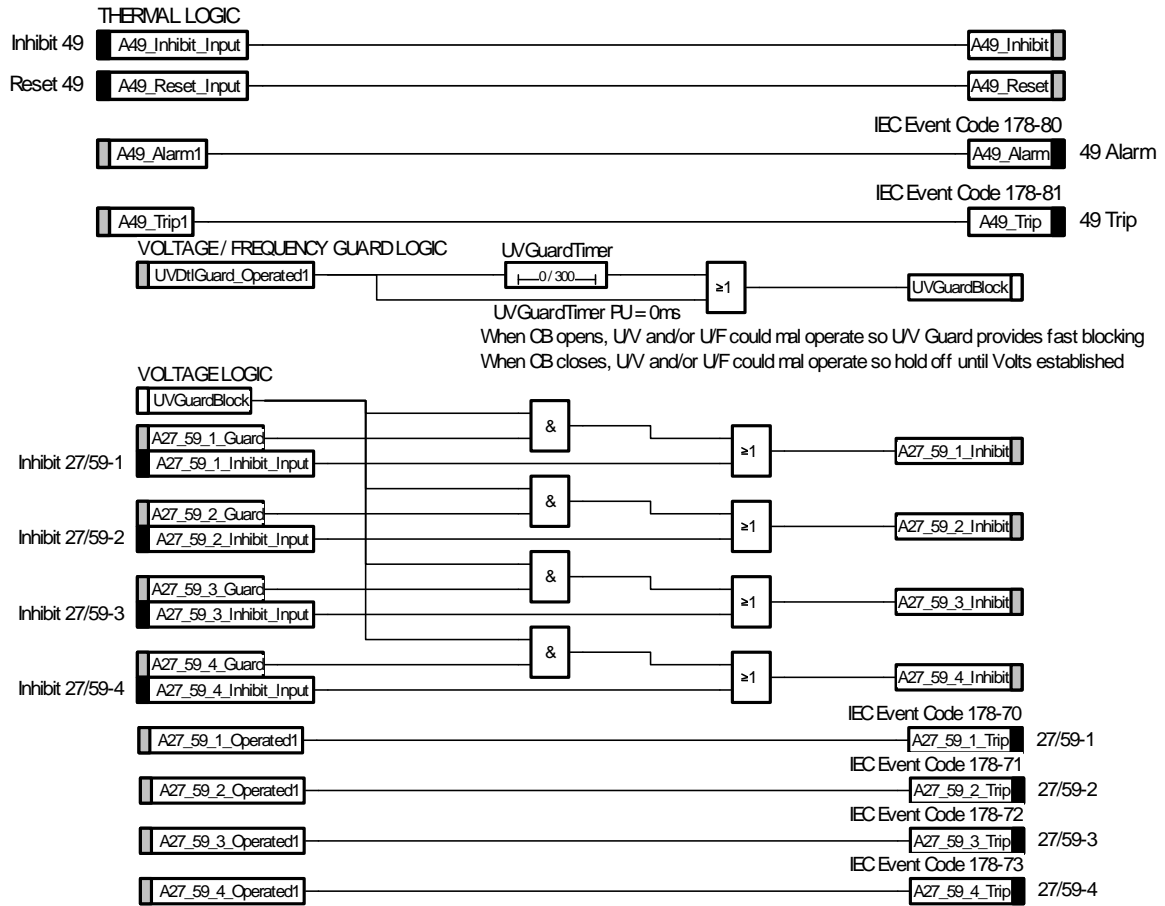 THERMAL LOGIC
Inhibit 49 A49_Inhibit_Input A49_Inhibit
Reset 49 A49_Reset_Input A49_Reset
IEC Event Code 178-80
A49_Alarm1 A49_Alarm 49 Alarm
IEC Event Code 178-81
A49_Trip1 A49_Trip 49 Trip
VOLTAGE / FREQUENCY GUARD LOGIC UVGuardTimer
UVDtlGuard_Operated1 0 / 300 ≥1 UVGuardBlock
UVGuardTimer PU = 0ms
When CB opens, U/V and/or U/F could mal operate so U/V Guard provides fast blocking
When CB closes, U/V and/or U/F could mal operate so hold off until Volts established
VOLTAGE LOGIC
UVGuardBlock
&
A27_59_1_Guard
≥1 A27_59_1_Inhibit
Inhibit 27/59-1 A27_59_1_Inhibit_Input
&
A27_59_2_Guard
≥1 A27_59_2_Inhibit
Inhibit 27/59-2 A27_59_2_Inhibit_Input
&
A27_59_3_Guard
≥1 A27_59_3_Inhibit
Inhibit 27/59-3 A27_59_3_Inhibit_Input
&
A27_59_4_Guard
≥1 A27_59_4_Inhibit
Inhibit 27/59-4 A27_59_4_Inhibit_Input
IEC Event Code 178-70
A27_59_1_Operated1 A27_59_1_Trip 27/59-1
IEC Event Code 178-71
A27_59_2_Operated1 A27_59_2_Trip 27/59-2
IEC Event Code 178-72
A27_59_3_Operated1 A27_59_3_Trip 27/59-3
IEC Event Code 178-73
A27_59_4_Operated1 A27_59_4_Trip 27/59-4